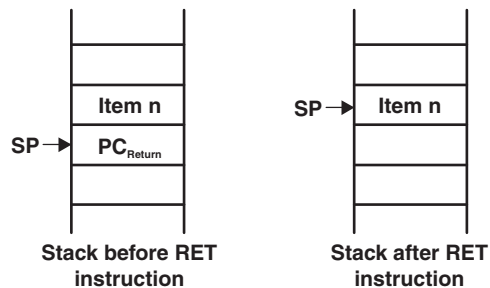 Item n
SP
PCReturn
Stack before RET
instruction
SP
Item n
Stack after RET
instruction